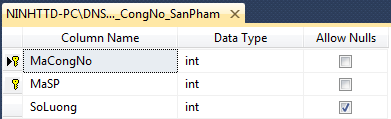 NINHTTD-PC\DNS..._CongNo_SanPham
Column Name Data Type Allow Nulls
MaCongNo int
MaSP int
SoLuong int